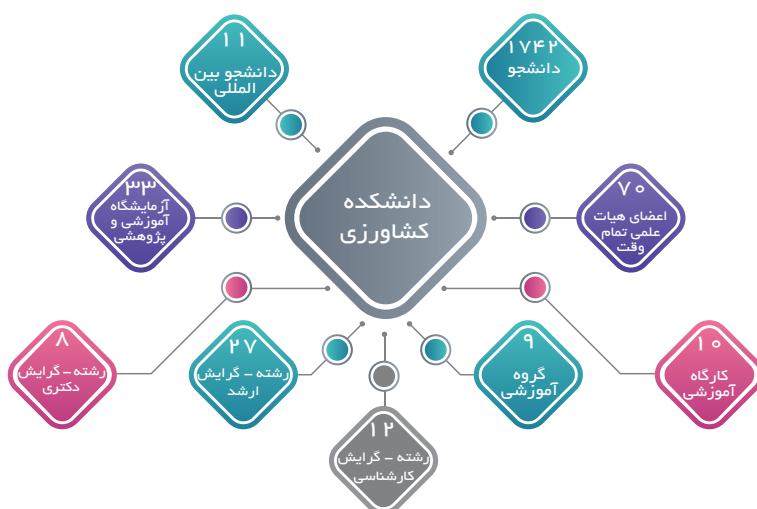 ۱۷۴۲
دانشجو
۱۱
دانشجو بین
المللی
دانشکده
کشاورزی
۷۰
اعضای هیات
علمی تمام
وقت
۳۳
آزمایشگاه
آموزشی و
پژوهشی
۱۰
کارگاه
آموزشی
۹
گروه
آموزشی
۲۷
رشته - گرایش
ارشد
۸
رشته - گرایش
دکتری
۱۲
رشته - گرایش
کارشناسی